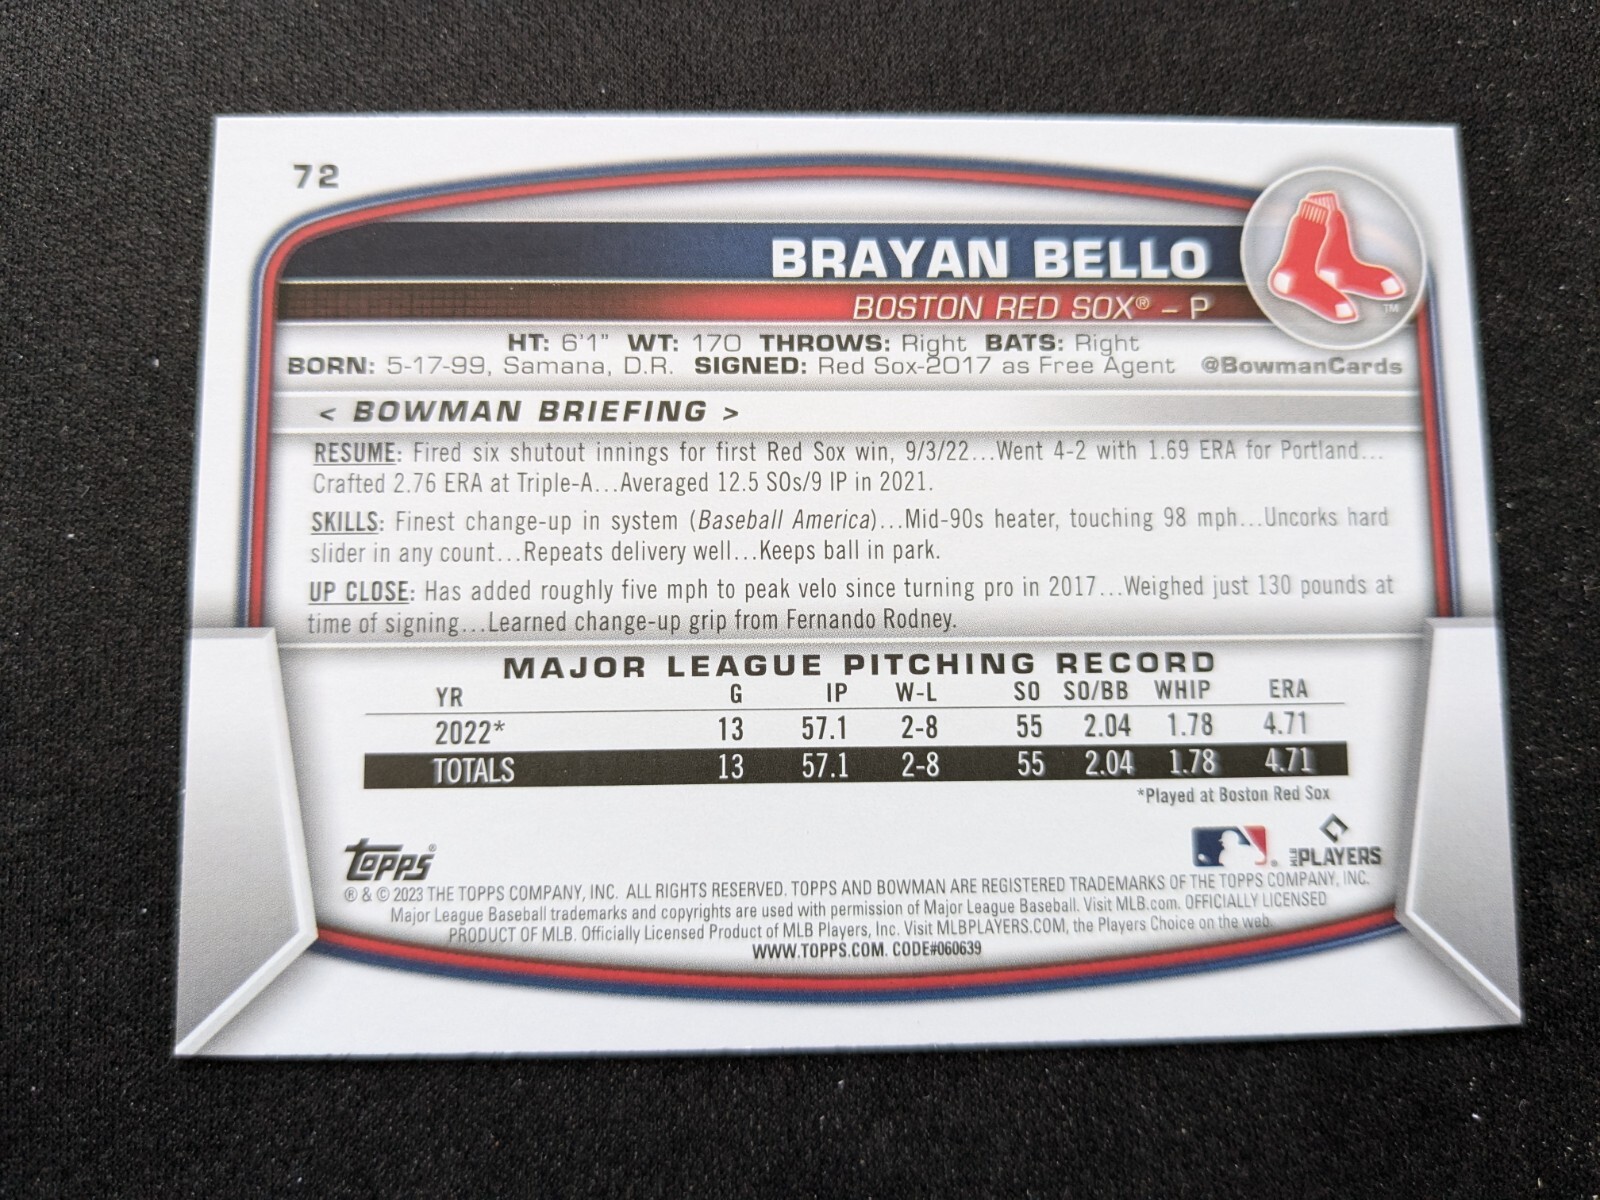 72
BRAYAN BELLO
BOSTON RED SOX® – P
TM
HT: 6'1" WT: 170 THROWS: Right BATS: Right
BORN: 5-17-99, Samana, D.R. SIGNED: Red Sox-2017 as Free Agent @BowmanCards
< BOWMAN BRIEFING >
RESUME: Fired six shutout innings for first Red Sox win, 9/3/22...Went 4-2 with 1.69 ERA for Portland...
Crafted 2.76 ERA at Triple-A...Averaged 12.5 SOs/9 IP in 2021.
SKILLS: Finest change-up in system (Baseball America)...Mid-90s heater, touching 98 mph...Uncorks hard
slider in any count...Repeats delivery well...Keeps ball in park.
UP CLOSE: Has added roughly five mph to peak velo since turning pro in 2017...Weighed just 130 pounds at
time of signing...Learned change-up grip from Fernando Rodney.
MAJOR LEAGUE PITCHING RECORD
YR G IP W-L SO SO/BB WHIP ERA
2022* 13 57.1 2-8 55 2.04 1.78 4.71
TOTALS 13 57.1 2-8 55 2.04 1.78 4.71
*Played at Boston Red Sox
topps® MLB PLAYERS
® & © 2023 THE TOPPS COMPANY, INC. ALL RIGHTS RESERVED. TOPPS AND BOWMAN ARE REGISTERED TRADEMARKS OF THE TOPPS COMPANY, INC.
Major League Baseball trademarks and copyrights are used with permission of Major League Baseball. Visit MLB.com. OFFICIALLY LICENSED
PRODUCT OF MLB. Officially Licensed Product of MLB Players, Inc. Visit MLBPLAYERS.COM, the Players Choice on the web.
WWW.TOPPS.COM. CODE#060639